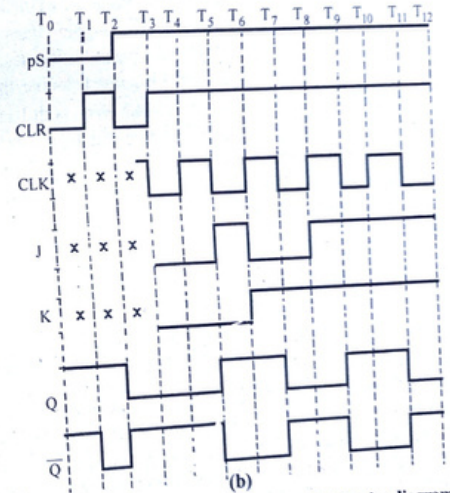 T0 T1 T2 T3 T4 T5 T6 T7 T8 T9 T10 T11 T12
pS
CLR
CLK x x x
J x x x
K x x x
Q
Q̅
(b)